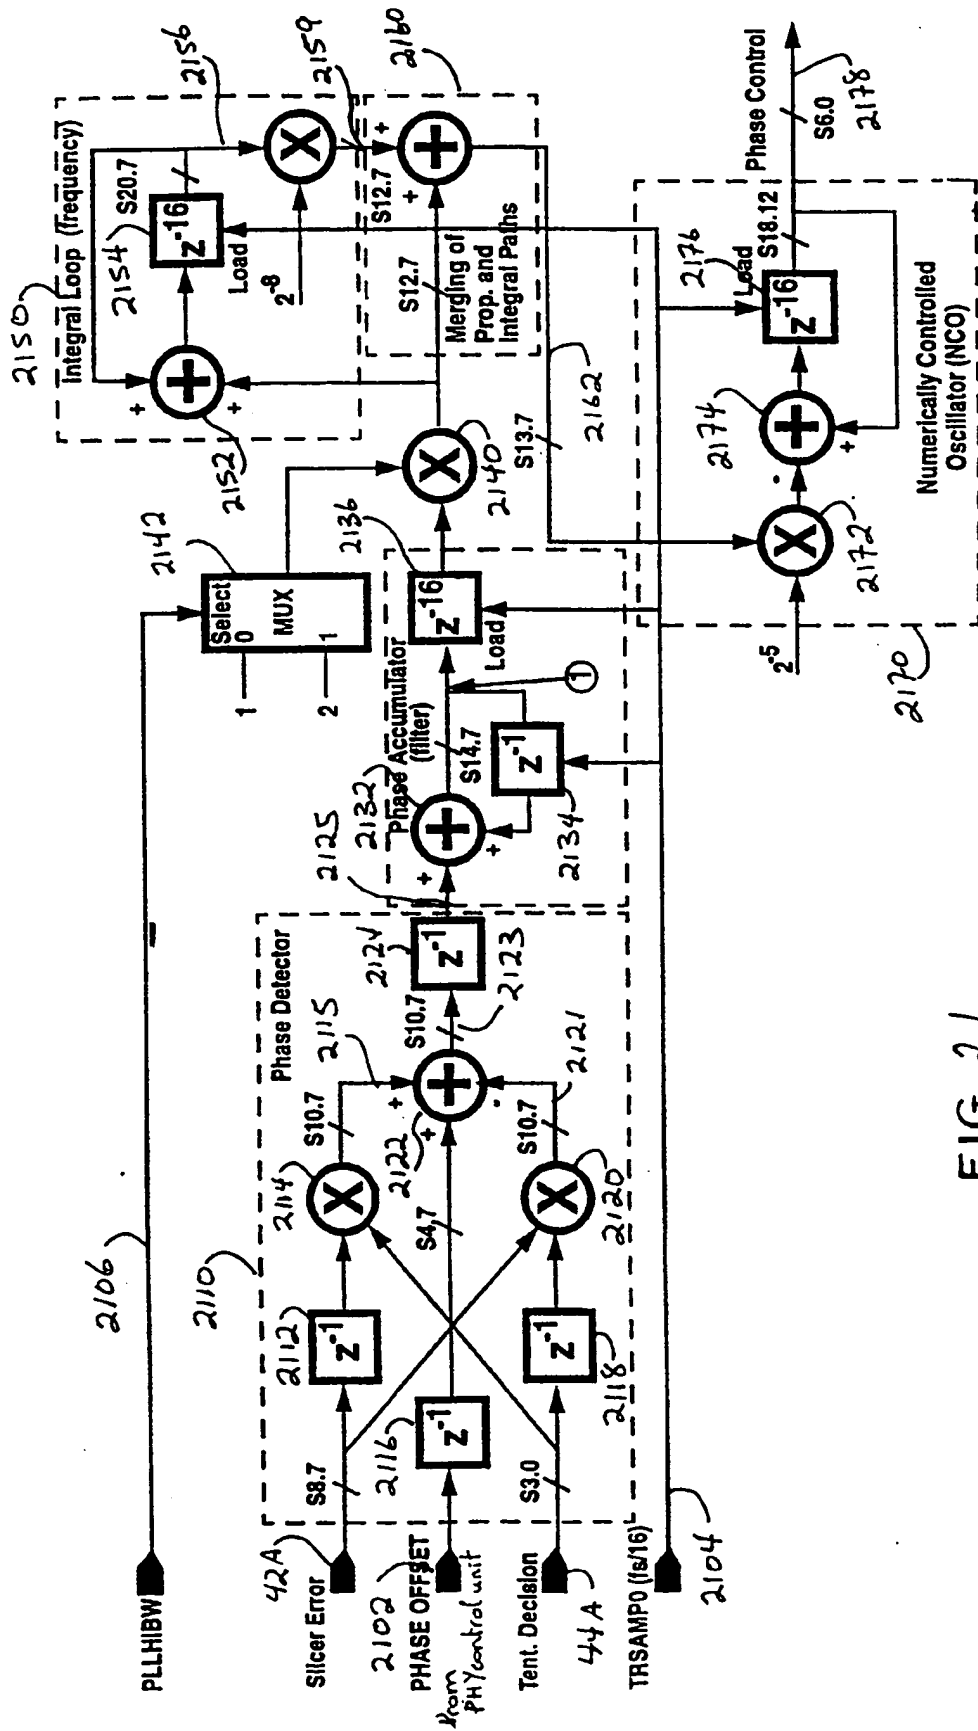 PLLHIBW
2106
42A
Slicer Error
S8.7
2102
PHASE OFFSET
from
PHY control unit
Tent. Decision
44A
S3.0
TRSAMP0 (fs/16)
2104
2110
Phase Detector
2112
z-1
2116
z-1
2118
z-1
2114
X
S10.7
2115
S4,7
2122
+
+
+
-
2120
X
S10.7
2121
S10.7
2123
2124
z-1
2125
Phase Accumulator
(filter)
2132
+
+
+
S14.7
2134
z-1
1
2136
z-16
Load
2142
Select
0
MUX
1
1
2
2140
X
2150
Integral Loop (frequency)
2152
+
+
+
2154
z-16
Load
S20.7
2156
2-8
X
2159
S12.7
2160
+
+
+
S12.7
Merging of
Prop. and
Integral Paths
S13.7
2162
2170
2-5
2172
X
-
2174
+
+
2176
Load
z-16
S18.12
Numerically Controlled
Oscillator (NCO)
Phase Control
S6.0
2178
FIG. 21